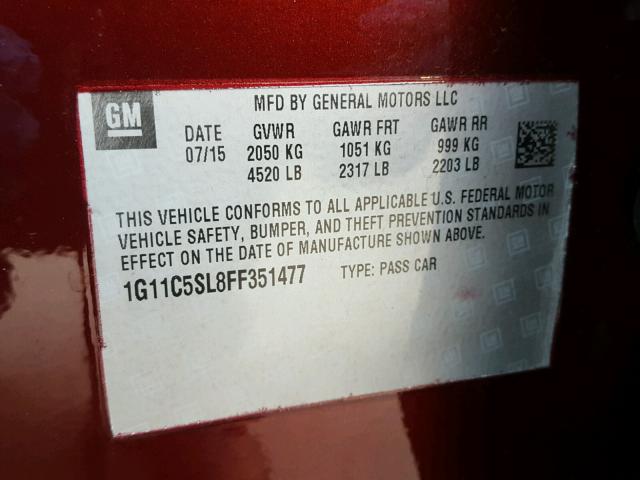 GM
MFD BY GENERAL MOTORS LLC
DATE GVWR GAWR FRT GAWR RR
07/15 2050 KG 1051 KG 999 KG
4520 LB 2317 LB 2203 LB
THIS VEHICLE CONFORMS TO ALL APPLICABLE U.S. FEDERAL MOTOR
VEHICLE SAFETY, BUMPER, AND THEFT PREVENTION STANDARDS IN
EFFECT ON THE DATE OF MANUFACTURE SHOWN ABOVE.
1G11C5SL8FF351477 TYPE: PASS CAR